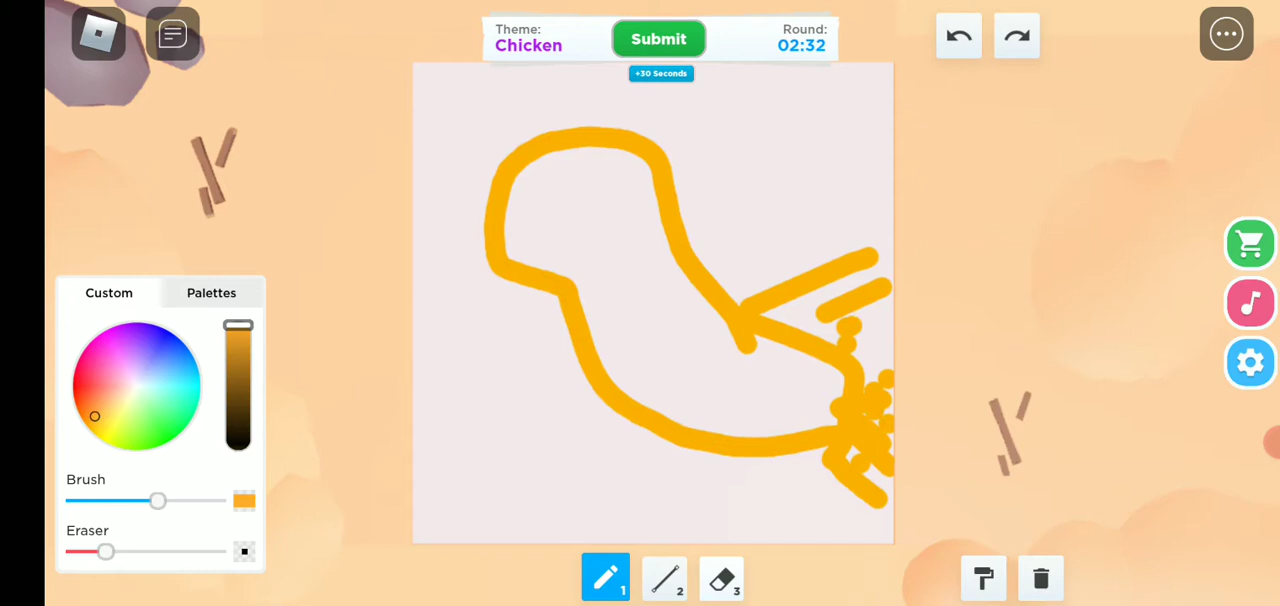 Theme:
Chicken
Submit
Round:
02:32
+30 Seconds
Custom
Palettes
Brush
Eraser
1
2
3